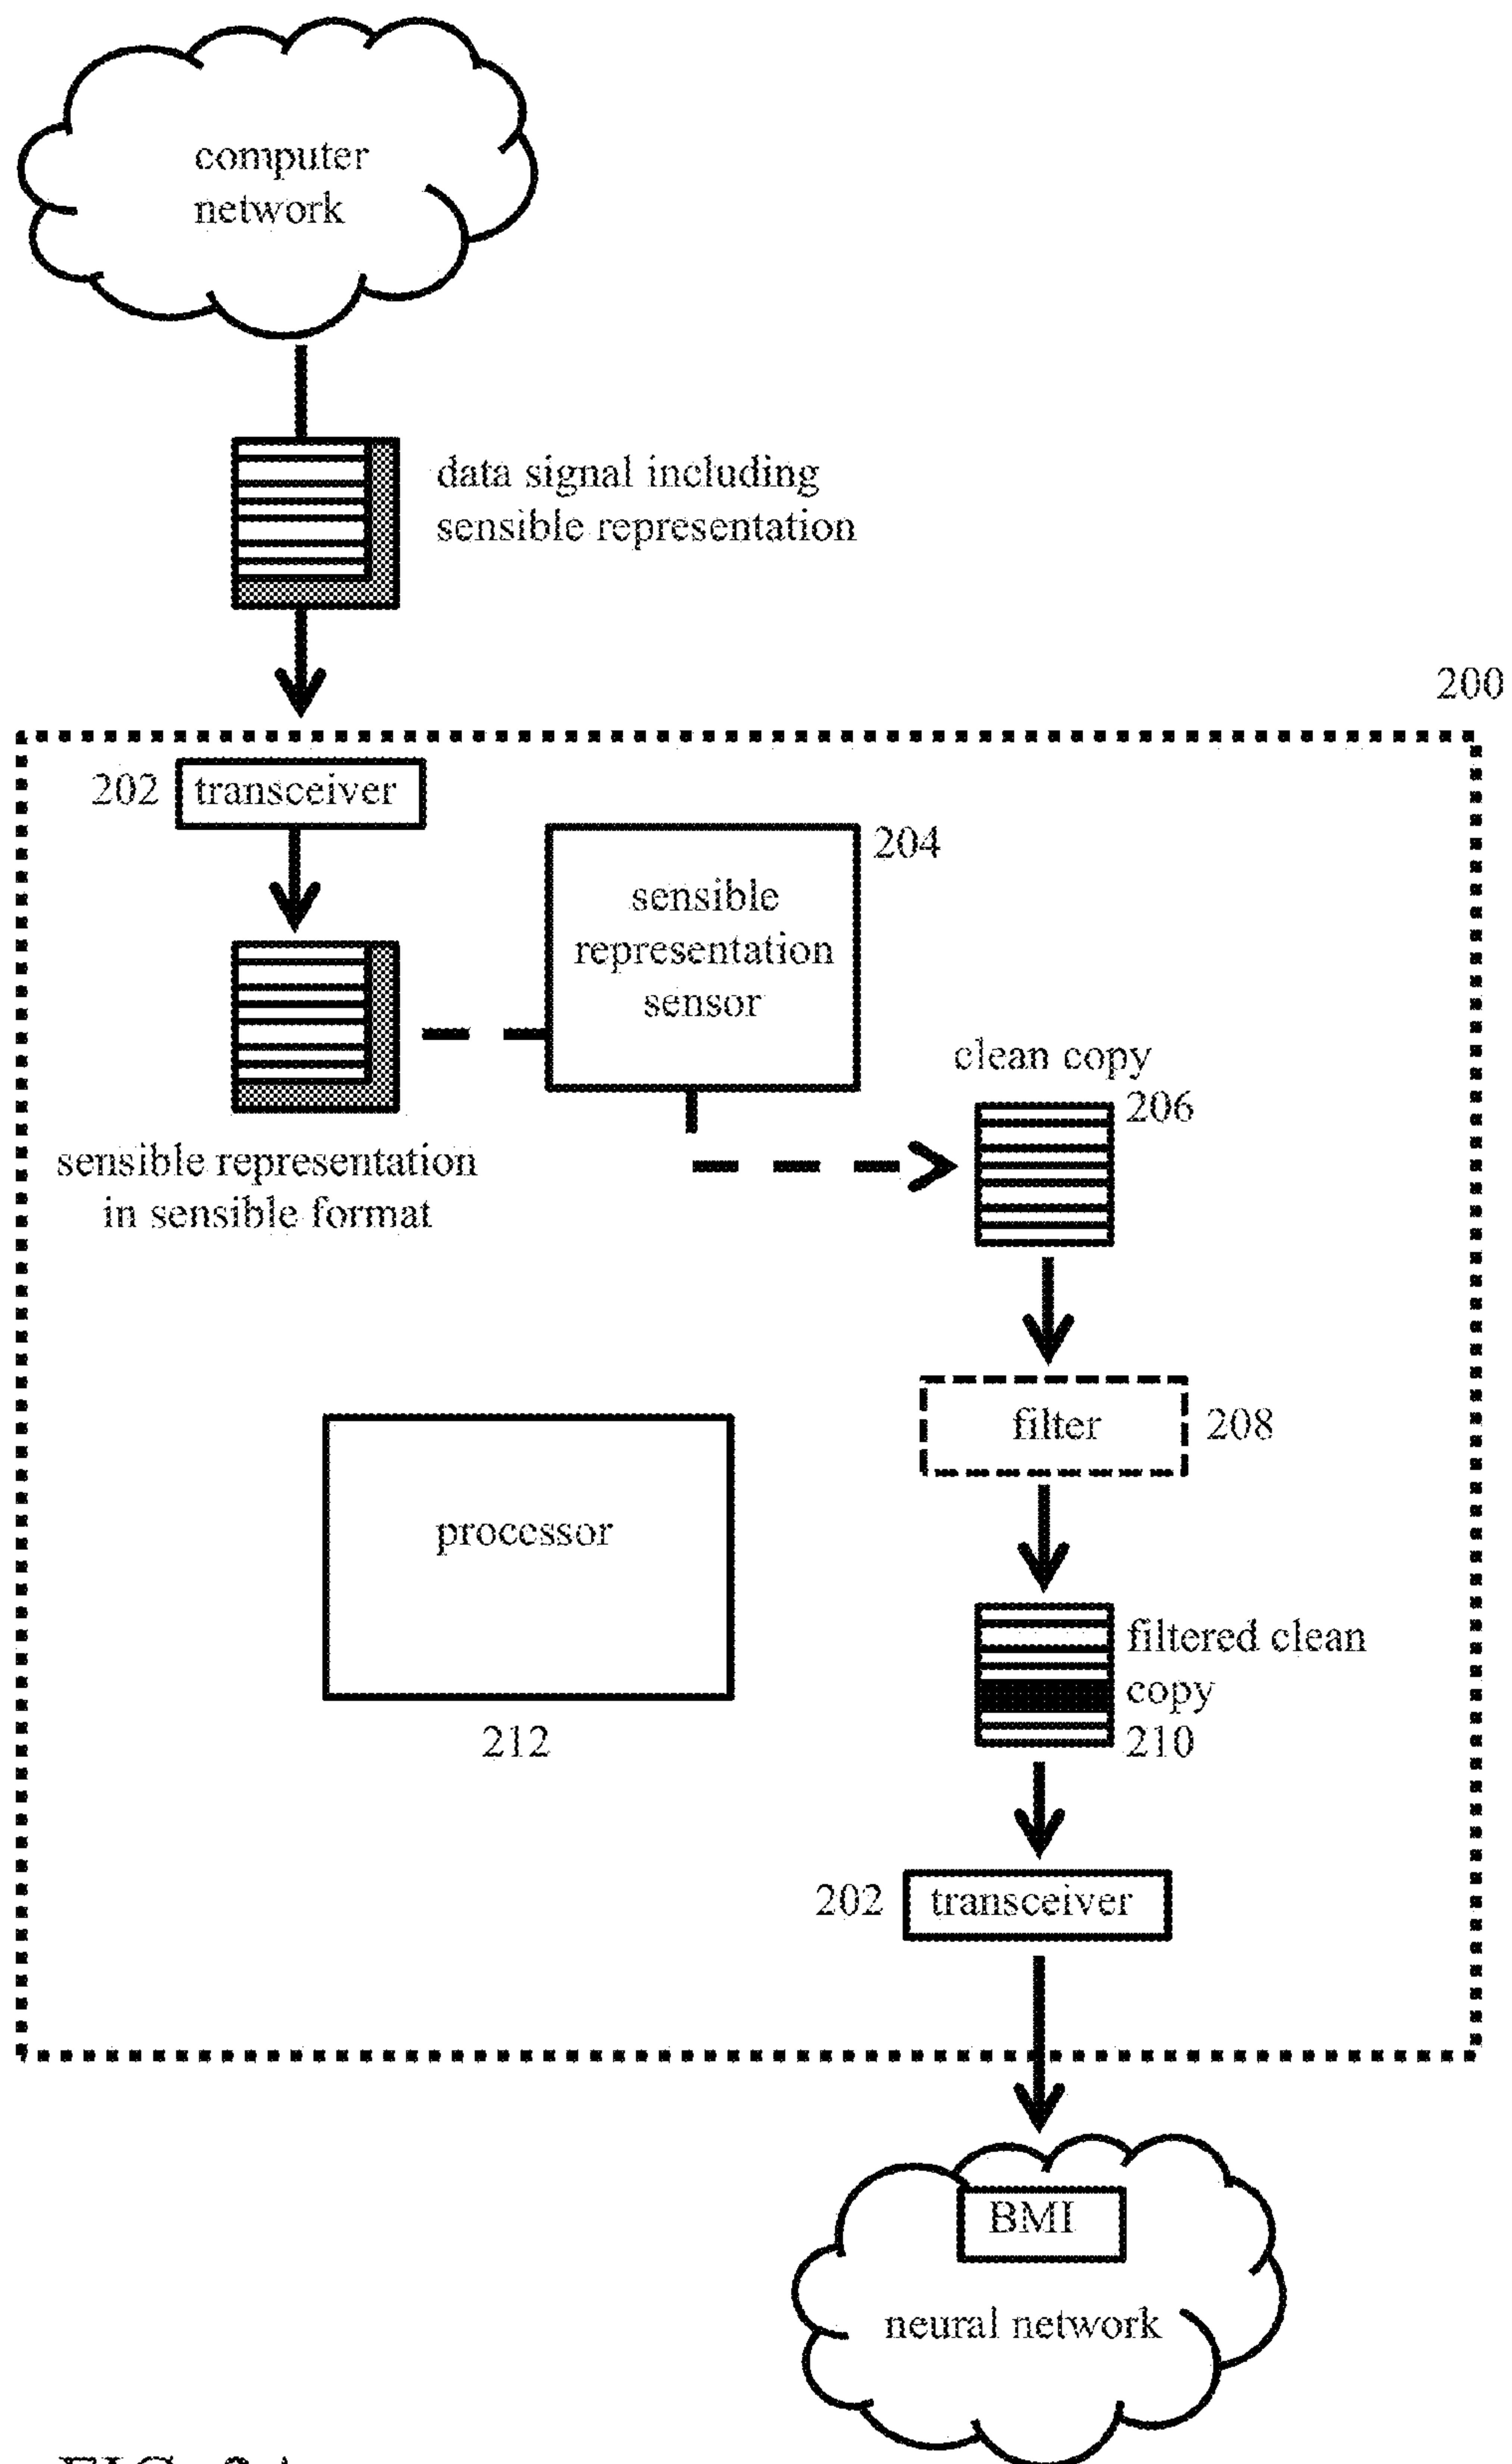 computer
network
data signal including
sensible representation
200
202
transceiver
204
sensible
representation
sensor
clean copy
206
sensible representation
in sensible format
filter
208
processor
212
filtered clean
copy
210
202
transceiver
BMI
neural network